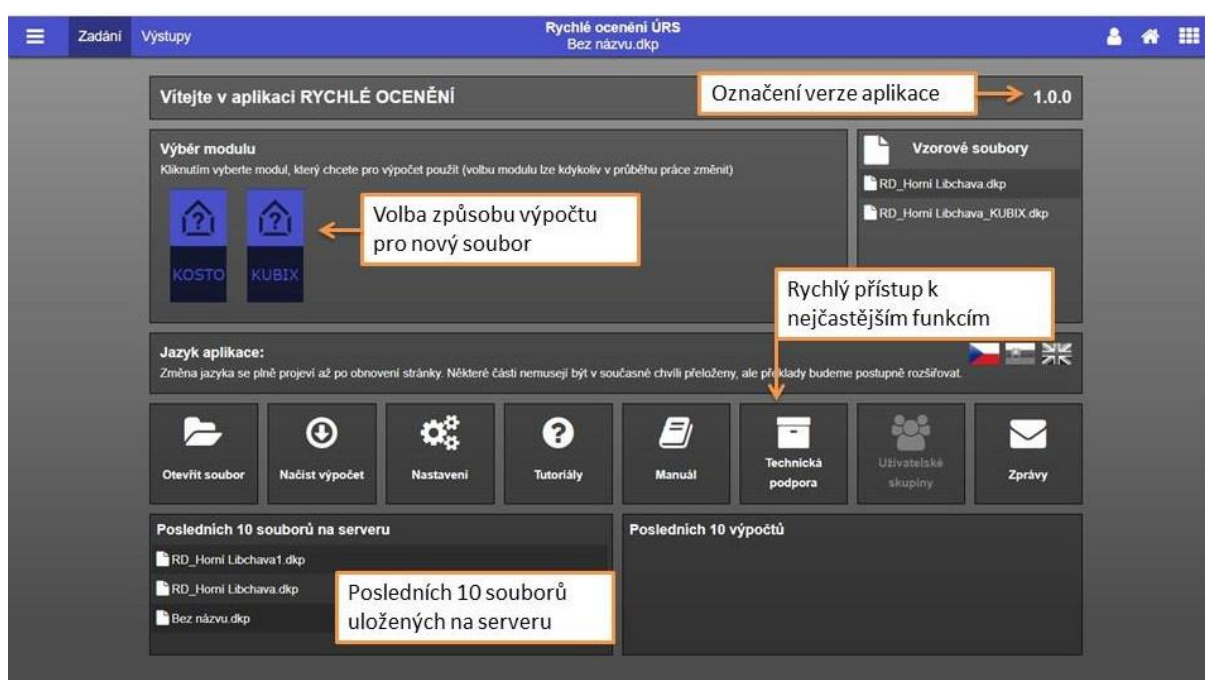 Zadání
Výstupy
Rychlé ocenění ÚRS
Bez názvu.dkp
Vítejte v aplikaci RYCHLÉ OCENĚNÍ
Označení verze aplikace
1.0.0
Výběr modulu
Kliknutím vyberte modul, který chcete pro výpočet použít (volbu modulu lze kdykoliv v průběhu práce změnit)
KOSTO
KUBIX
Volba způsobu výpočtu
pro nový soubor
Vzorové soubory
RD_Horní Libchava.dkp
RD_Horní Libchava_KUBIX.dkp
Rychlý přístup k
nejčastějším funkcím
Jazyk aplikace:
Změna jazyka se plně projeví až po obnovení stránky. Některé části nemusejí být v současné chvíli přeloženy, ale překlady budeme postupně rozšiřovat.
Otevřít soubor
Načíst výpočet
Nastavení
Tutoriály
Manuál
Technická
podpora
Uživatelské
skupiny
Zprávy
Posledních 10 souborů na serveru
RD_Horní Libchava1.dkp
RD_Horní Libchava.dkp
Bez názvu.dkp
Posledních 10 souborů
uložených na serveru
Posledních 10 výpočtů